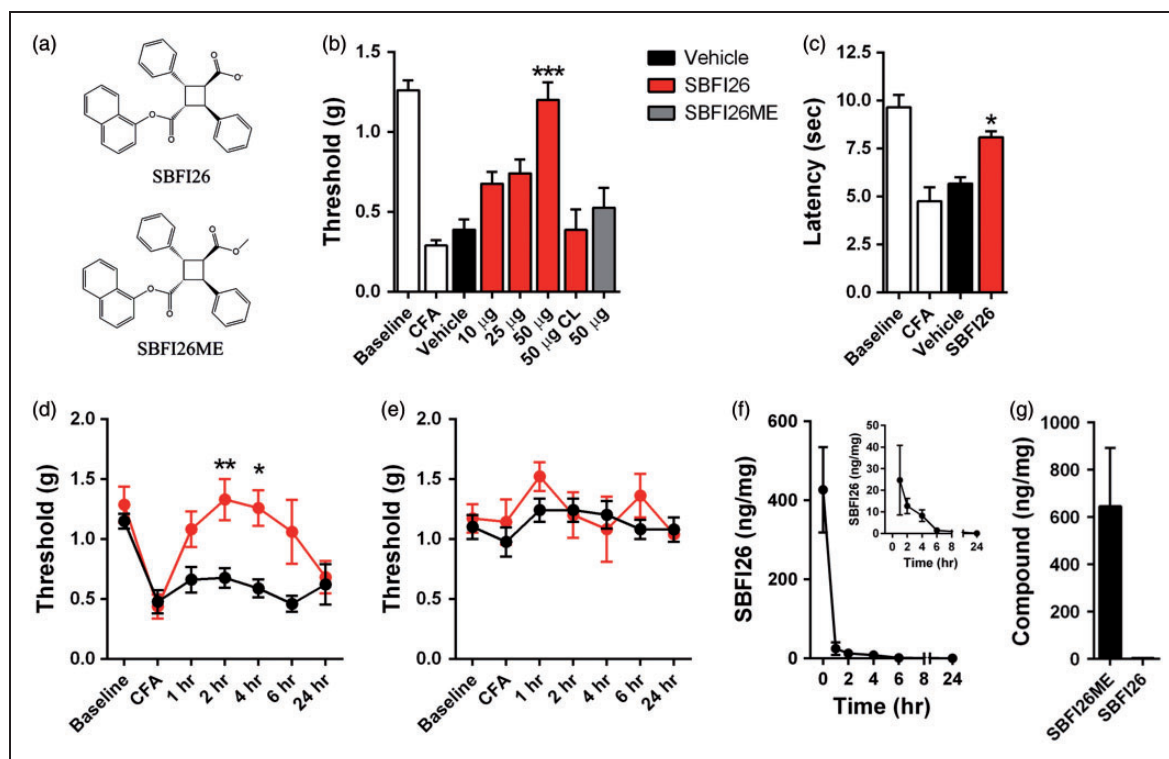 (a)
O
O
O
O⁻
SBFI26
O
O
O
O
SBFI26ME
(b)
Threshold (g)
1.5
1.0
0.5
0.0
***
Baseline
CFA
Vehicle
10 μg
25 μg
50 μg
50 μg CL
50 μg
Vehicle
SBFI26
SBFI26ME
(c)
Latency (sec)
12.5
10.0
7.5
5.0
2.5
0.0
*
Baseline
CFA
Vehicle
SBFI26
(d)
Threshold (g)
2.0
1.5
1.0
0.5
0.0
**
*
Baseline
CFA
1 hr
2 hr
4 hr
6 hr
24 hr
(e)
Threshold (g)
2.0
1.5
1.0
0.5
0.0
Baseline
CFA
1 hr
2 hr
4 hr
6 hr
24 hr
(f)
SBFI26 (ng/mg)
600
400
200
0
0 2 4 6 8 24
Time (hr)
SBFI26 (ng/mg)
50
40
30
20
10
0
0 2 4 6 8 24
Time (hr)
(g)
Compound (ng/mg)
1000
800
600
400
200
0
SBFI26ME
SBFI26